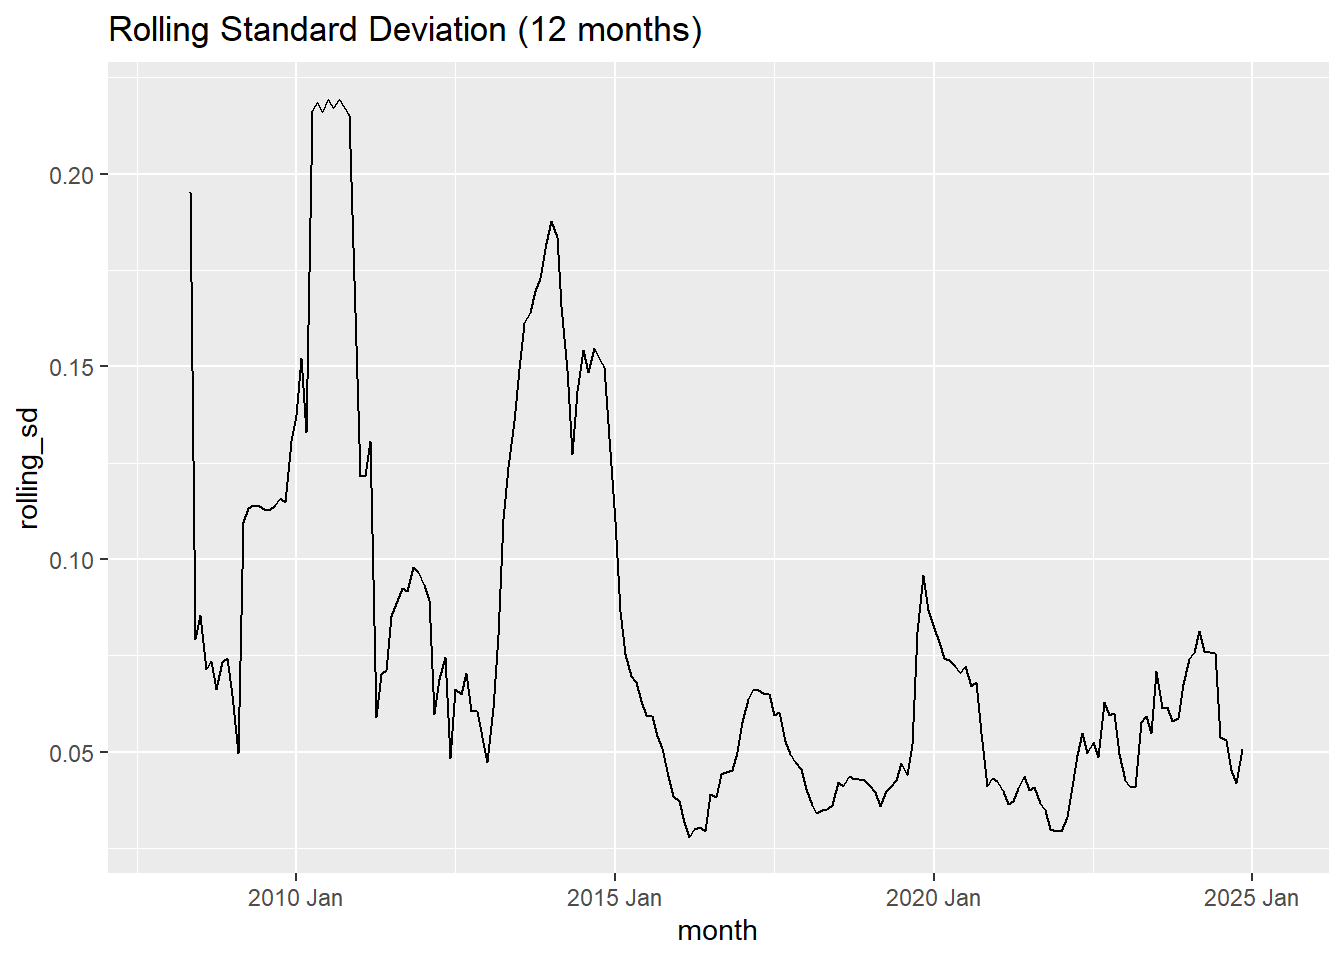 Rolling Standard Deviation (12 months)
rolling_sd
0.20
0.15
0.10
0.05
2010 Jan
2015 Jan
2020 Jan
2025 Jan
month